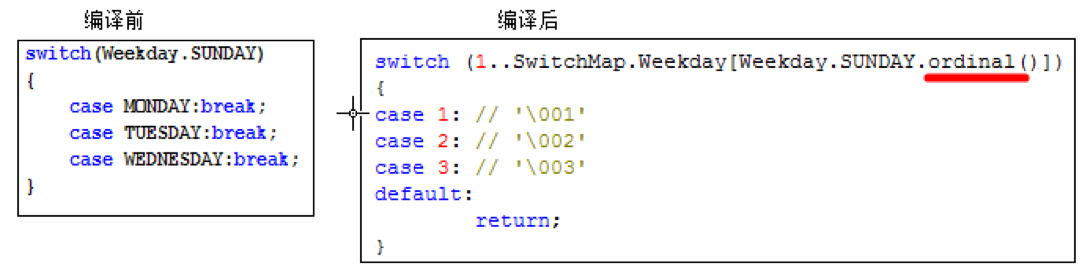 编译前
switch(Weekday.SUNDAY)
{
case MONDAY:break;
case TUESDAY:break;
case WEDNESDAY:break;
}
编译后
switch (1..SwitchMap.Weekday[Weekday.SUNDAY.ordinal()])
{
case 1: // '\001'
case 2: // '\002'
case 3: // '\003'
default:
return;
}